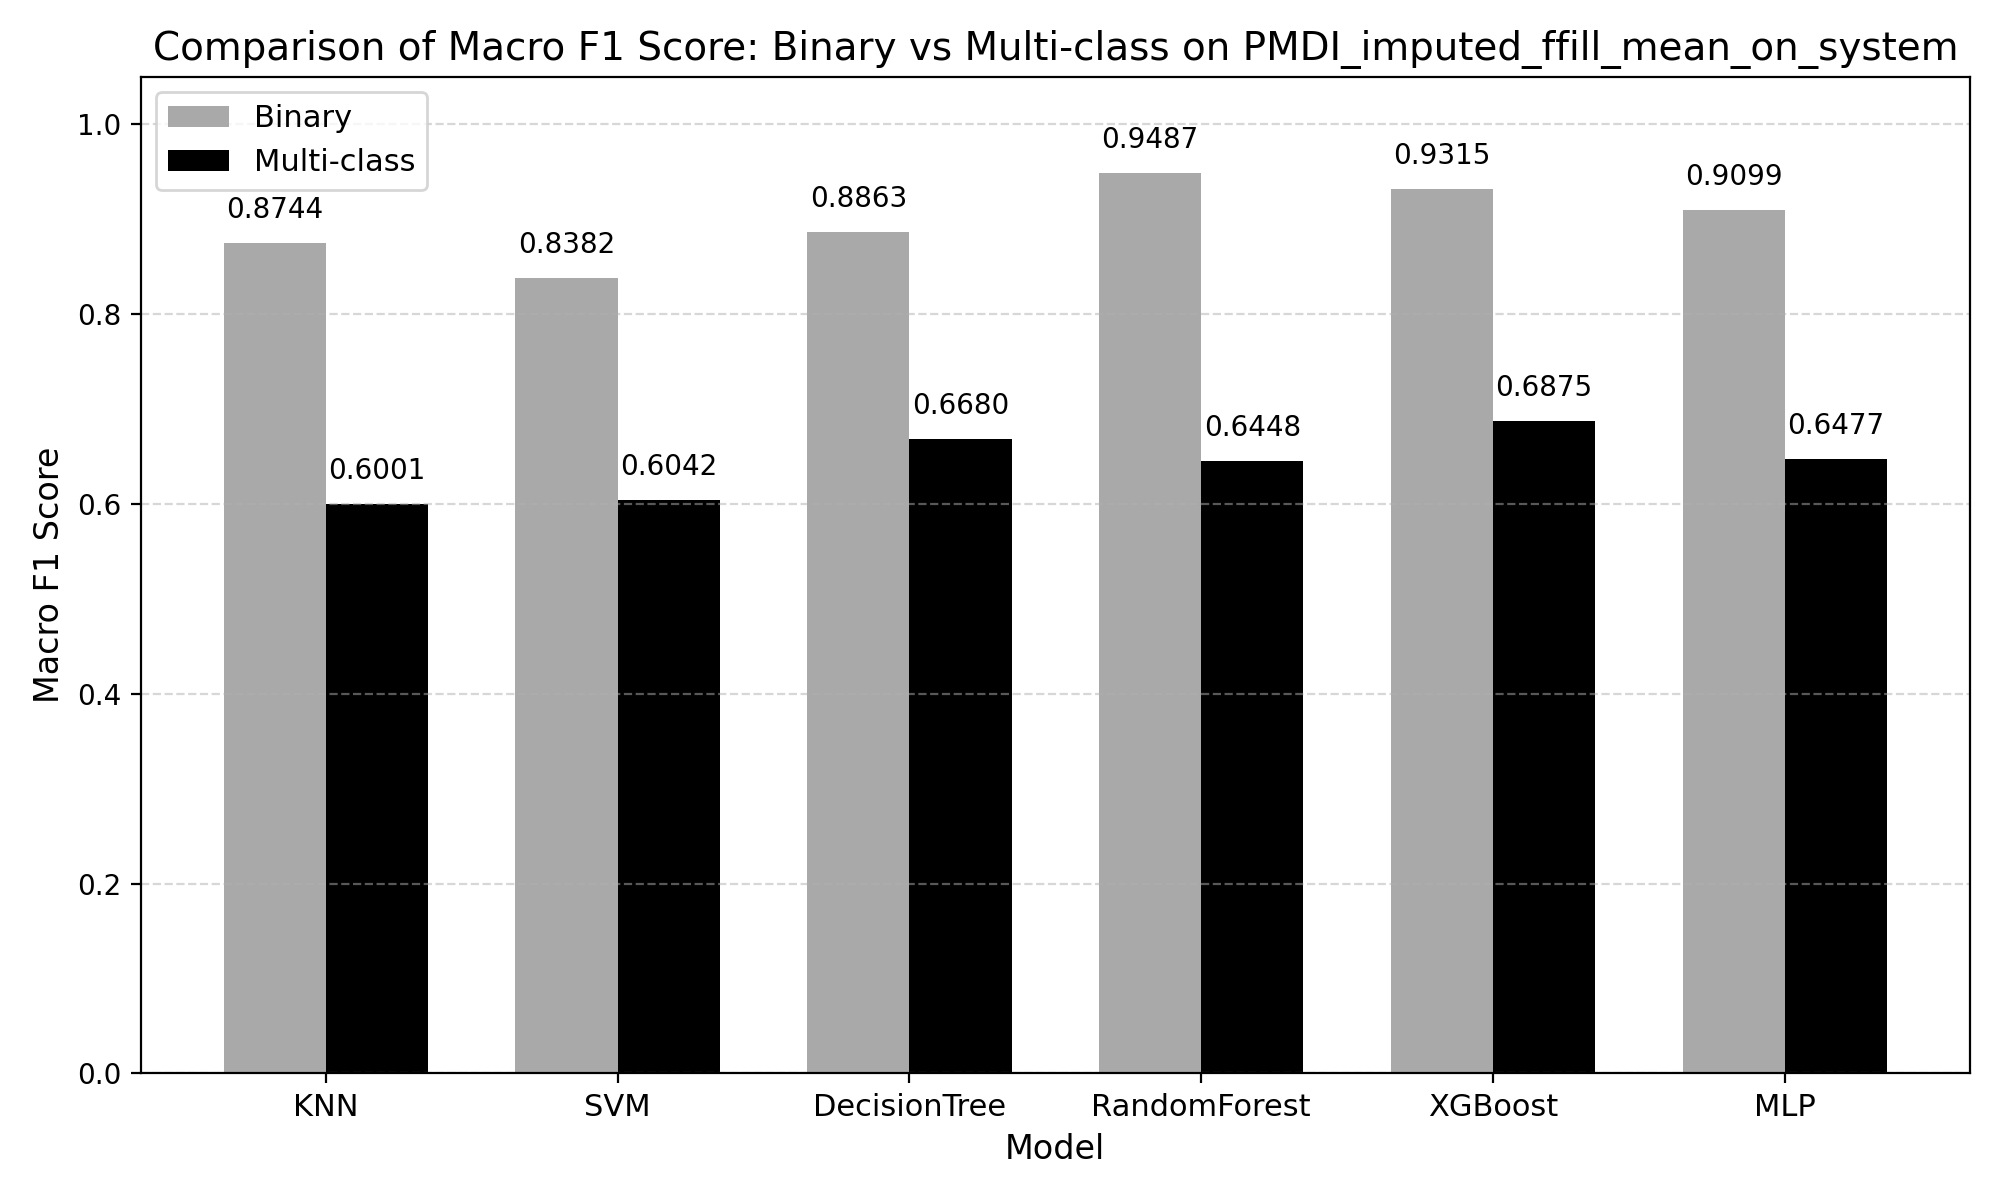 Comparison of Macro F1 Score: Binary vs Multi-class on PMDI_imputed_ffill_mean_on_system
Binary
Multi-class
Macro F1 Score
1.0
0.8
0.6
0.4
0.2
0.0
0.8744
0.6001
0.8382
0.6042
0.8863
0.6680
0.9487
0.6448
0.9315
0.6875
0.9099
0.6477
KNN
SVM
DecisionTree
RandomForest
XGBoost
MLP
Model